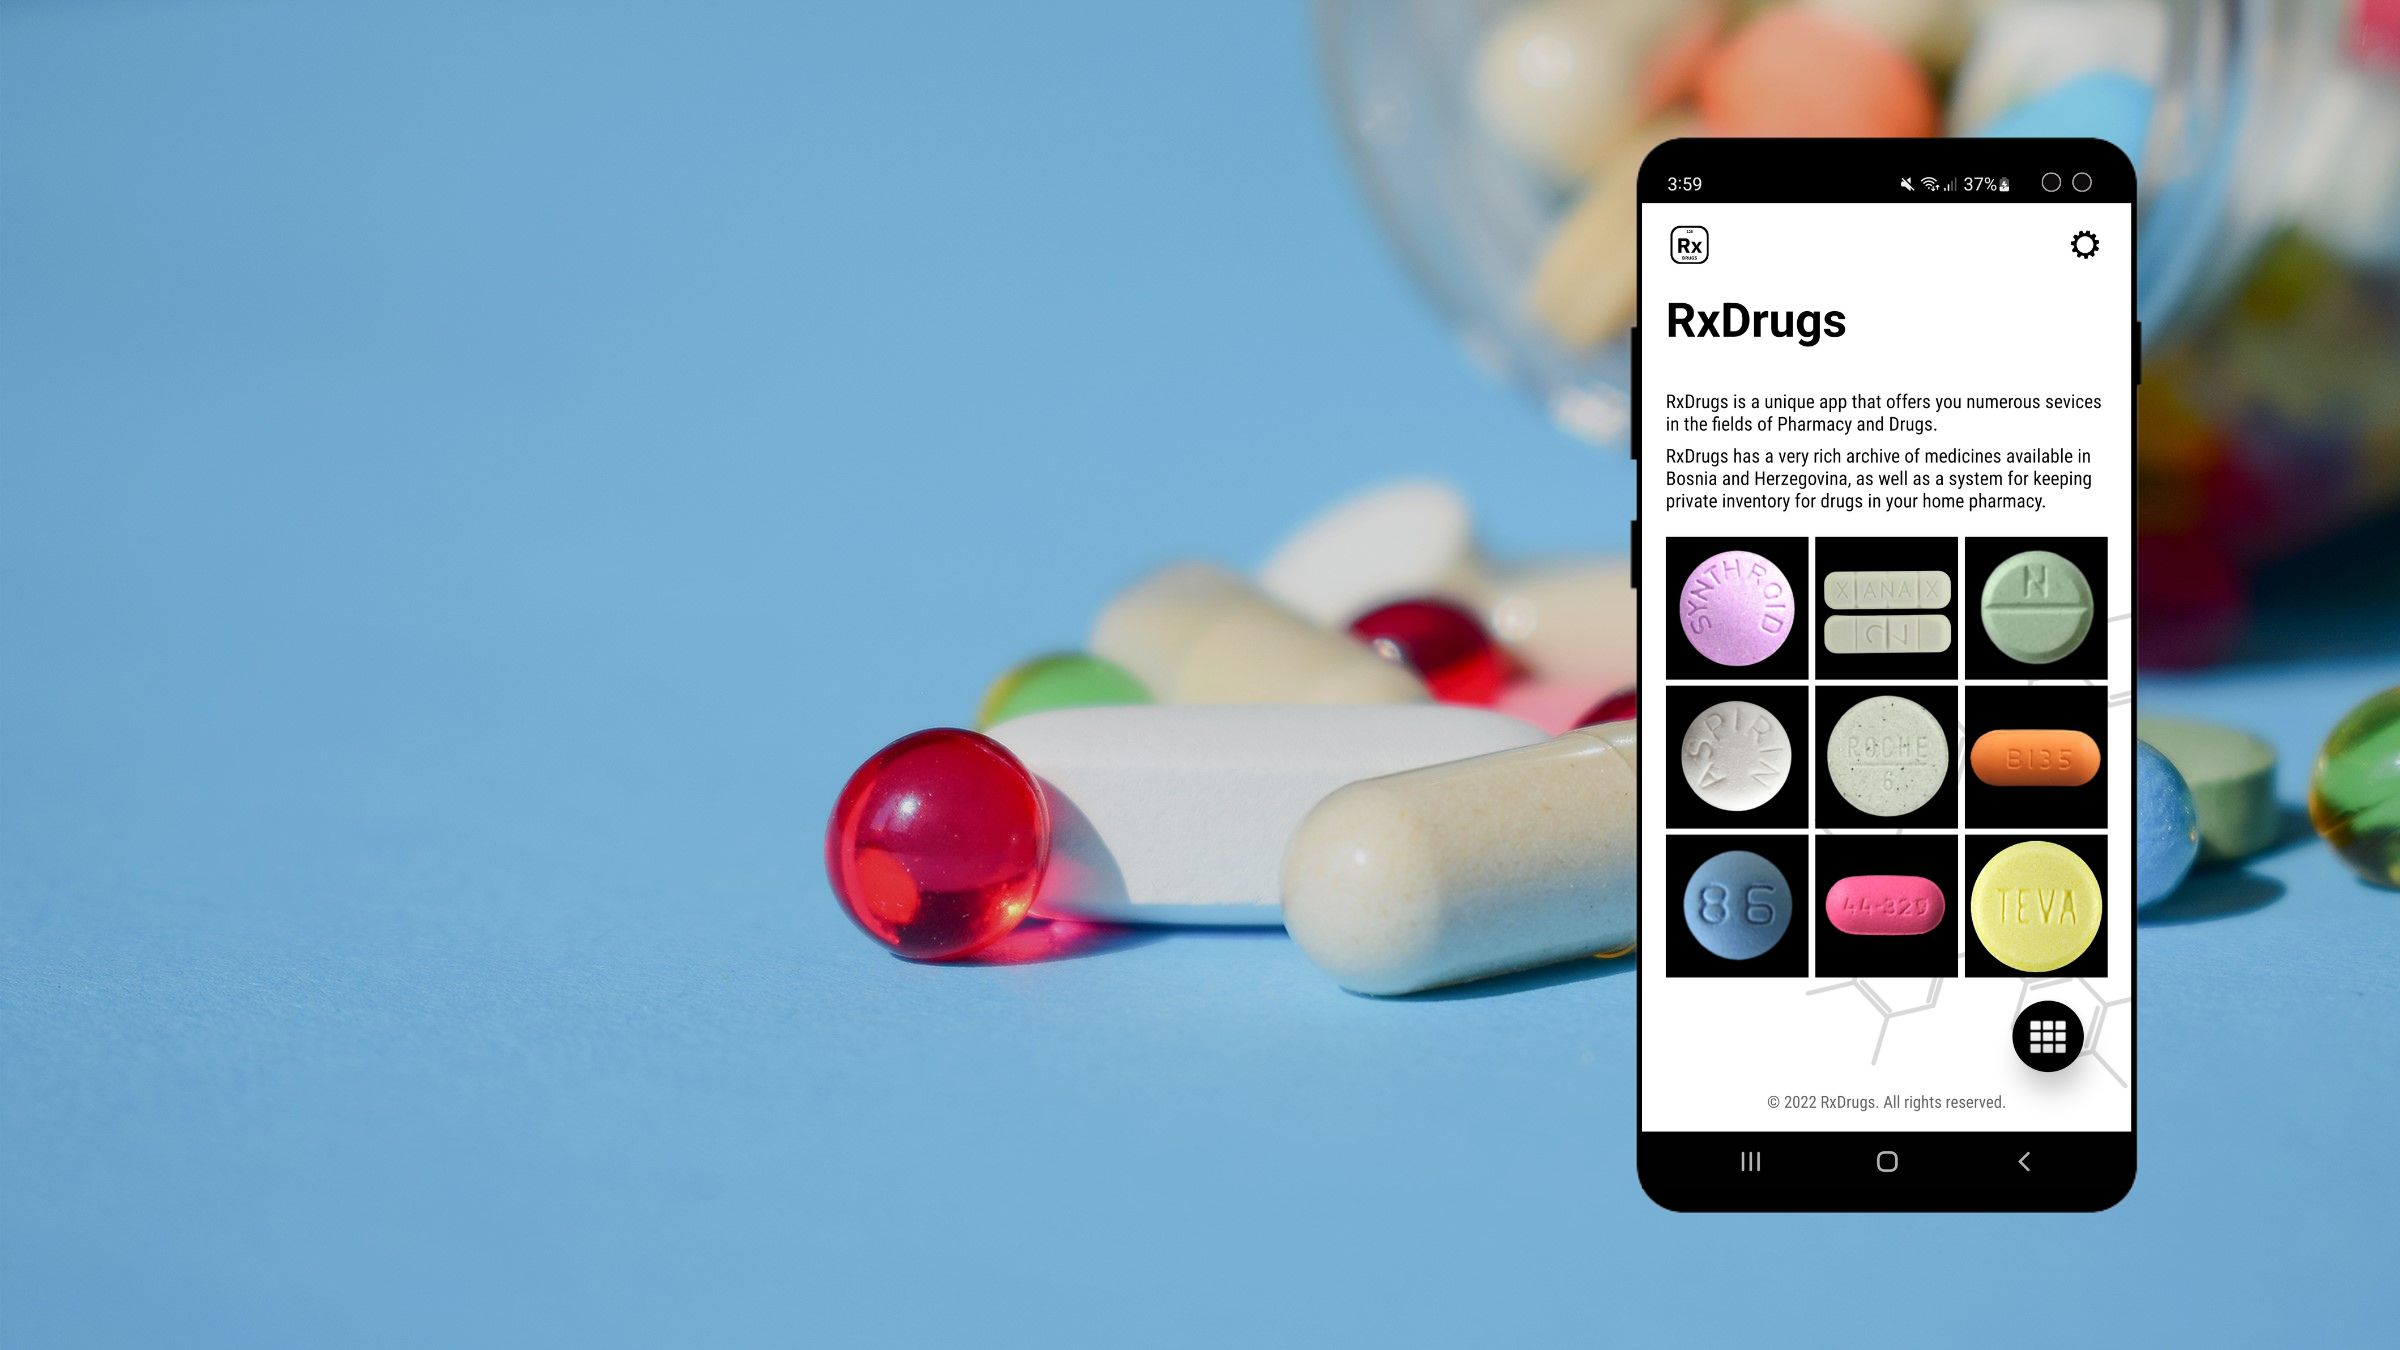 3:59
37%
Rx
DRUGS
RxDrugs
RxDrugs is a unique app that offers you numerous sevices
in the fields of Pharmacy and Drugs.
RxDrugs has a very rich archive of medicines available in
Bosnia and Herzegovina, as well as a system for keeping
private inventory for drugs in your home pharmacy.
SYNTHROID
XANAX
2
N
ASPIRIN
ROCHE
6
B135
86
44-329
TEVA
© 2022 RxDrugs. All rights reserved.